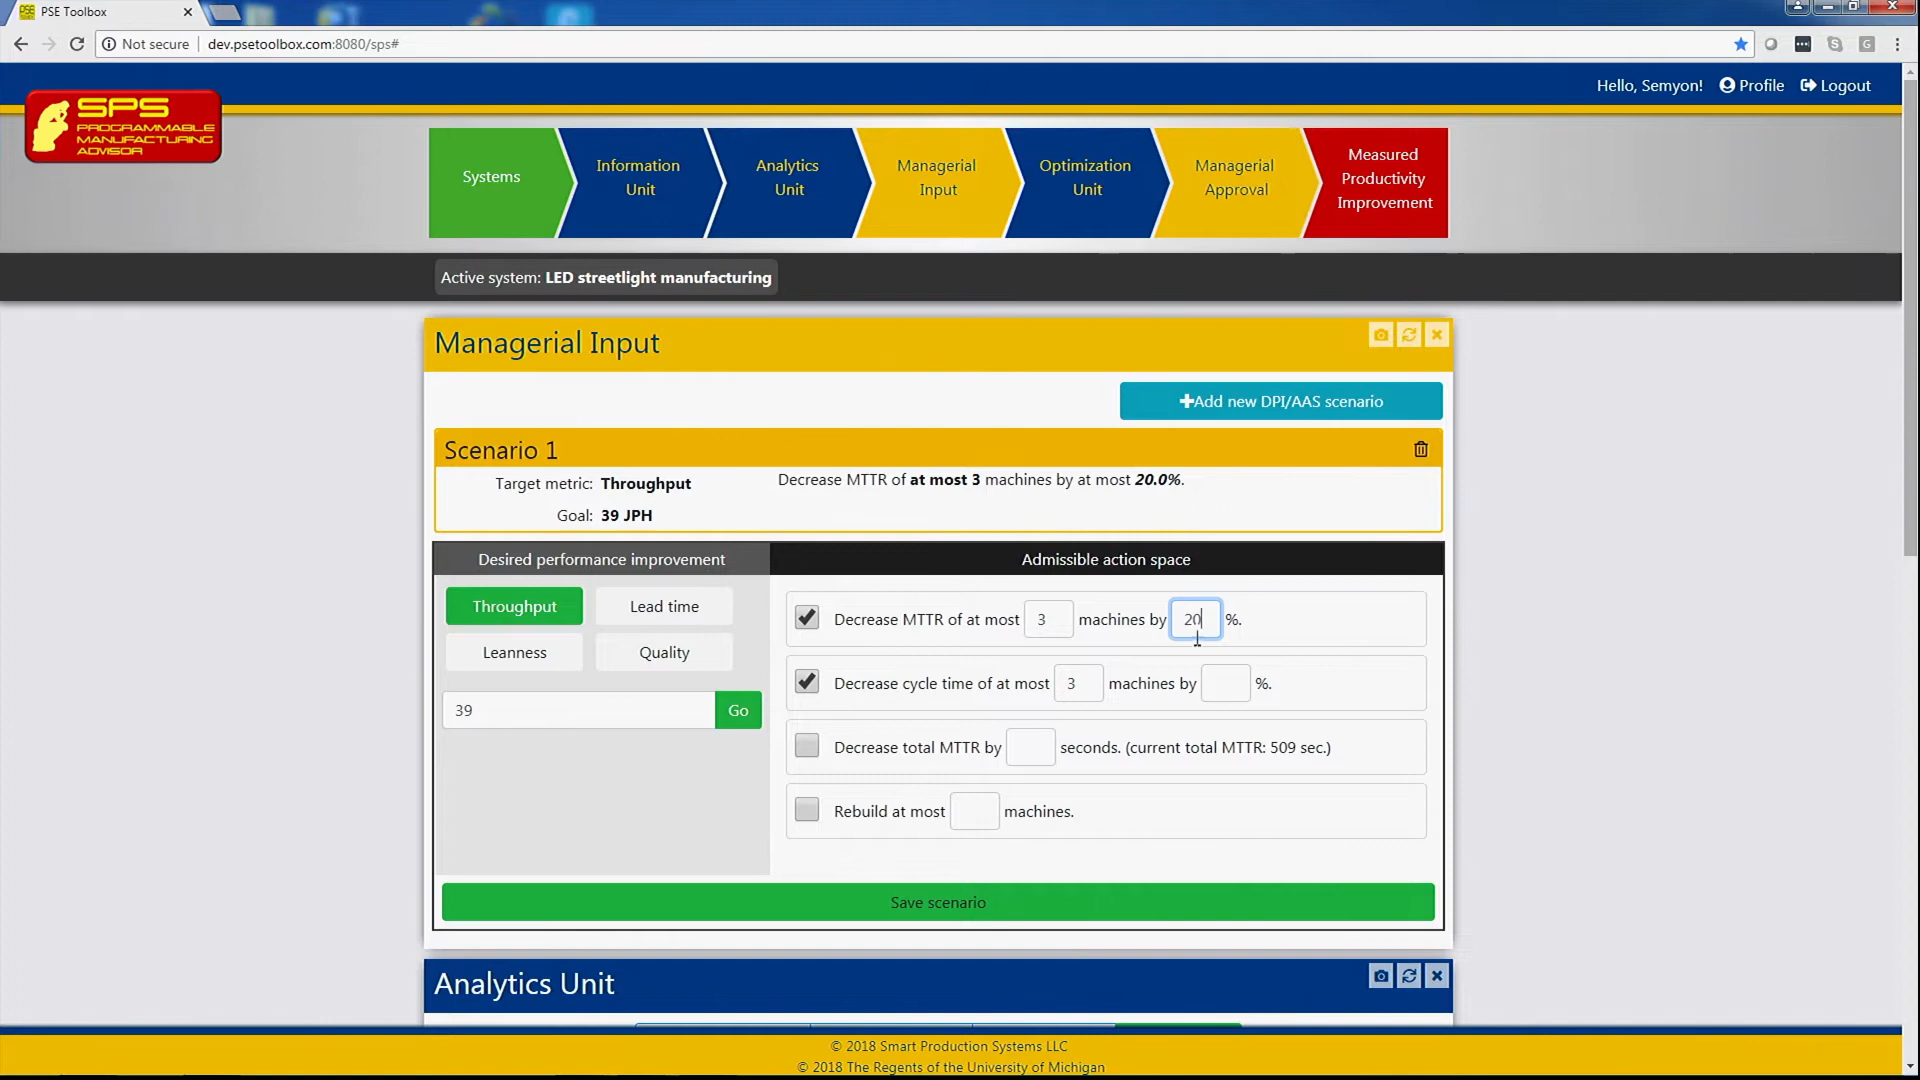 PSE Toolbox
Not secure
dev.psetoolbox.com:8080/sps#
Hello, Semyon! Profile Logout
SPS
PROGRAMMABLE
MANUFACTURING
ADVISOR
Systems
Information
Unit
Analytics
Unit
Managerial
Input
Optimization
Unit
Managerial
Approval
Measured
Productivity
Improvement
Active system: LED streetlight manufacturing
Managerial Input
Add new DPI/AAS scenario
Scenario 1
Target metric: Throughput
Goal: 39 JPH
Decrease MTTR of at most 3 machines by at most 20.0%.
Desired performance improvement
Throughput
Lead time
Leanness
Quality
39
Go
Admissible action space
Decrease MTTR of at most 3 machines by 20 %.
Decrease cycle time of at most 3 machines by %.
Decrease total MTTR by seconds. (current total MTTR: 509 sec.)
Rebuild at most machines.
Save scenario
Analytics Unit
© 2018 Smart Production Systems LLC
© 2018 The Regents of the University of Michigan